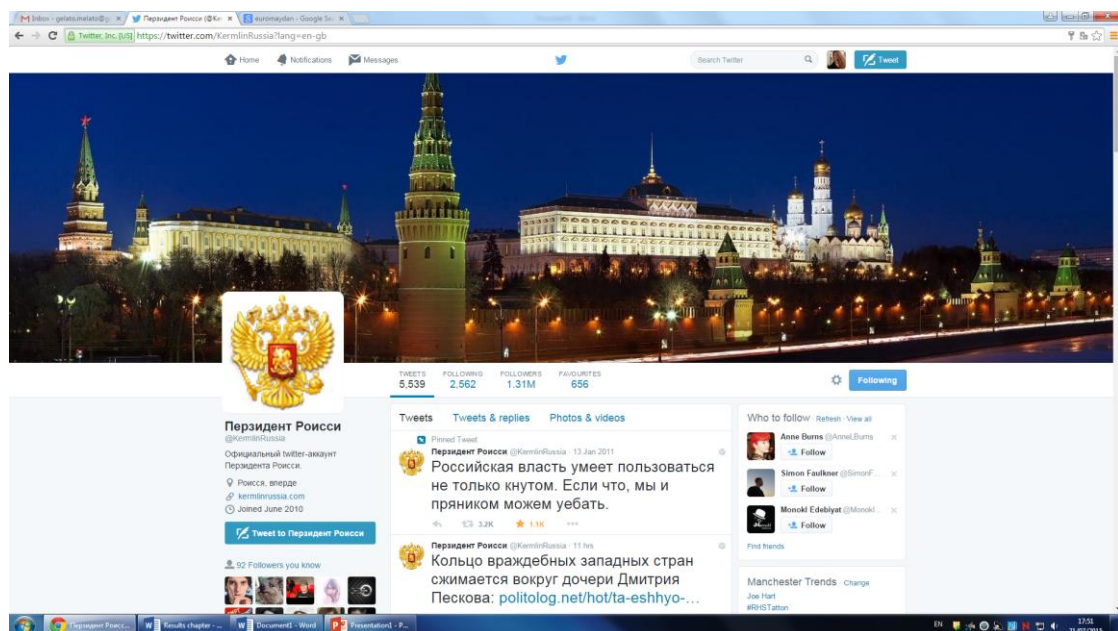 Inbox - gelato.melato@g
Перзидент Роисси (@Ke
euromaydan - Google Se
Twitter, Inc. [US] https://twitter.com/KermlinRussia?lang=en-gb
Home Notifications Messages Search Twitter Tweet
TWEETS FOLLOWING FOLLOWERS FAVOURITES
5,539 2,562 1.31M 656
Following
Перзидент Роисси
@KermlinRussia
Официальный twitter-аккаунт
Перзидента Роисси.
Роисся, вперде
kermlinrussia.com
Joined June 2010
Tweet to Перзидент Роисси
92 Followers you know
Tweets Tweets & replies Photos & videos
Pinned Tweet
Перзидент Роисси @KermlinRussia · 13 Jan 2011
Российская власть умеет пользоваться
не только кнутом. Если что, мы и
пряником можем уебать.
3.2K 1.1K
Перзидент Роисси @KermlinRussia · 11 hrs
Кольцо враждебных западных стран
сжимается вокруг дочери Дмитрия
Пескова: politolog.net/hot/ta-eshhyo-...
Who to follow · Refresh · View all
Anne Burns @AnneLBurns
Follow
Simon Faulkner @SimonF...
Follow
Monokl Edebiyat @Monokl...
Follow
Find friends
Manchester Trends · Change
Joe Hart
#RHSTatton
Перзидент Роисс...
Results chapter - ...
Document1 - Word
Presentation1 - P...
EN
17:51
21/07/2015